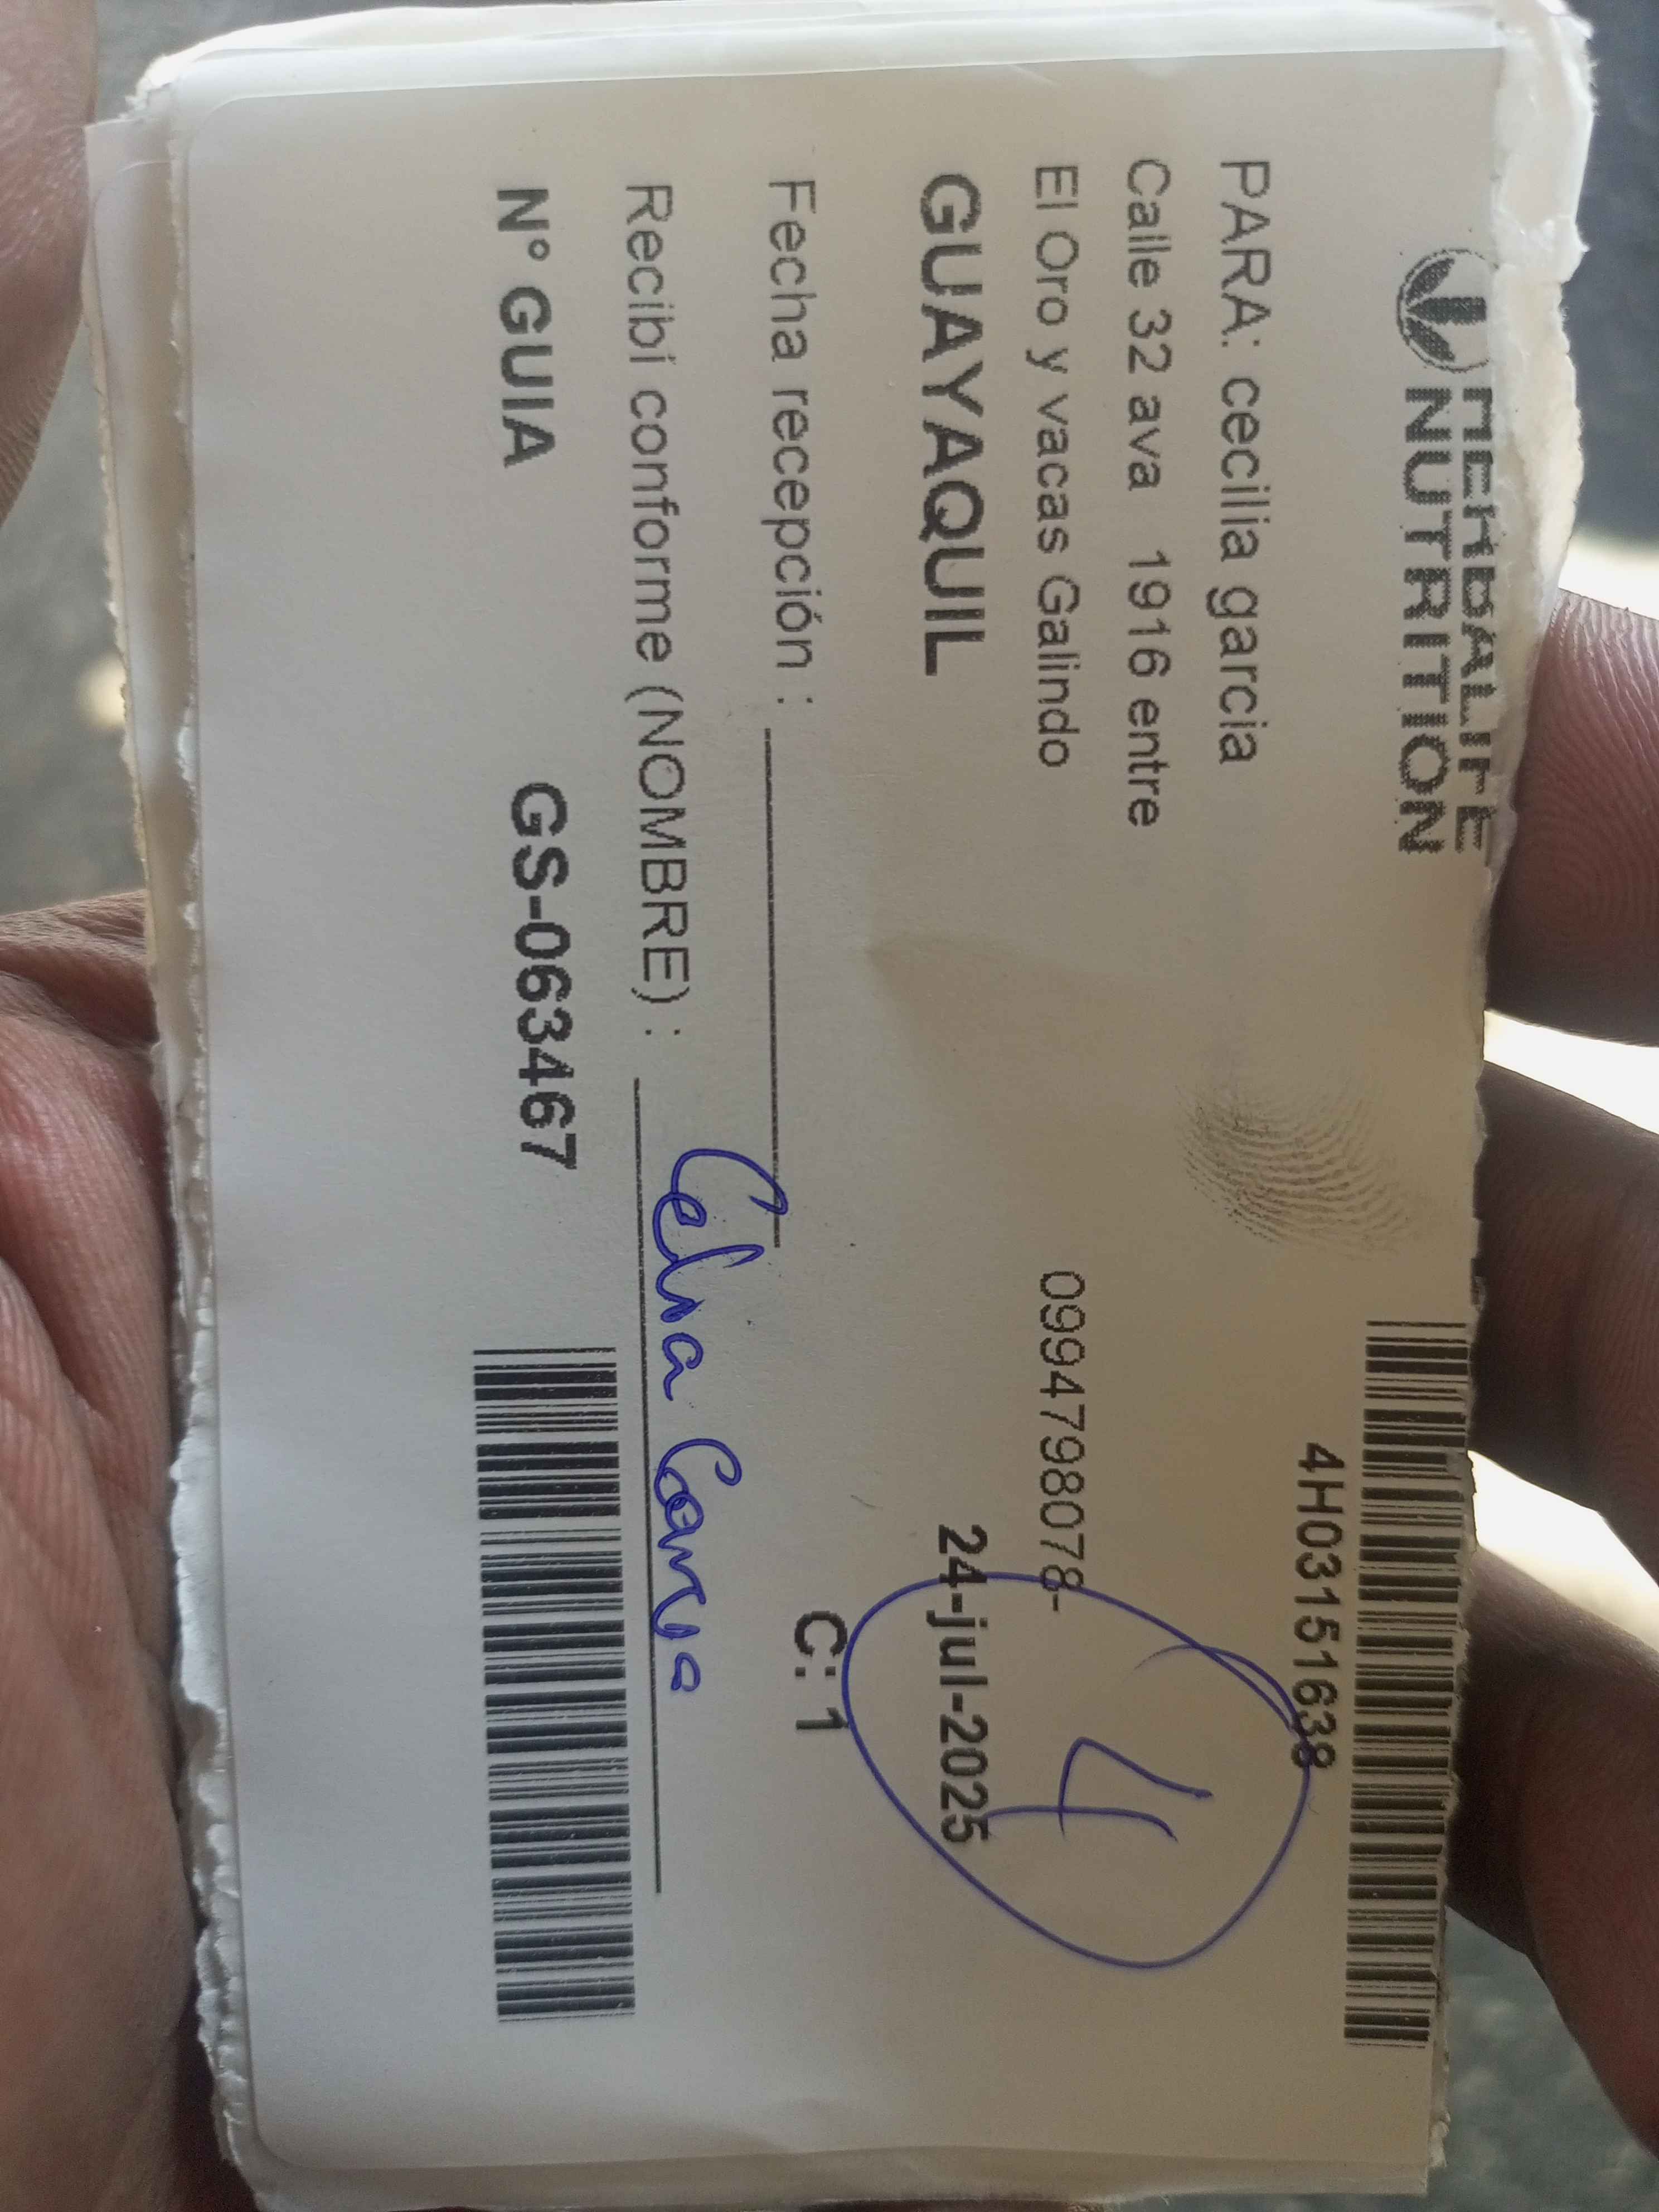 HERBALIFE
NUTRITION
4H03151638
PARA: cecilia garcia
Calle 32 ava 1916 entre
El Oro y vacas Galindo
0994798078-
4
GUAYAQUIL
24-jul-2025
Fecha recepción :
C: 1
Recibí conforme (NOMBRE) :
Celia
N° GUIA
GS-063467